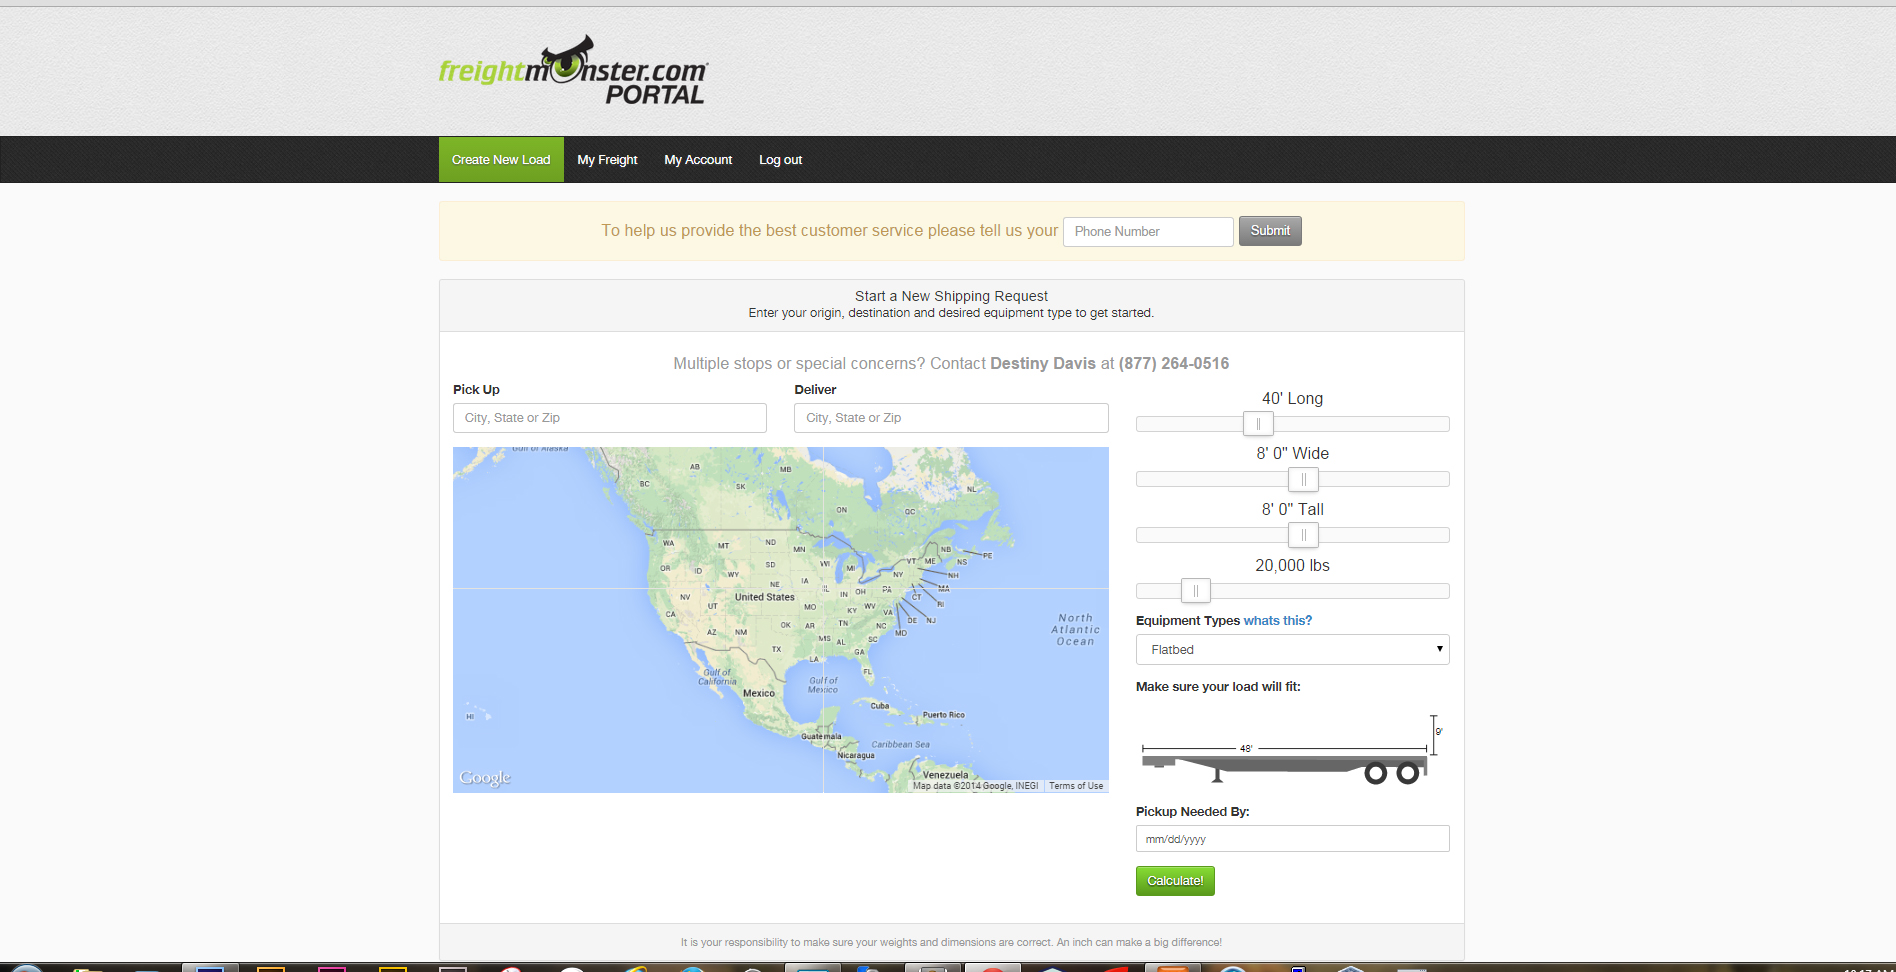 freightmonster.com
PORTAL
Create New Load My Freight My Account Log out
To help us provide the best customer service please tell us your Phone Number Submit
Start a New Shipping Request
Enter your origin, destination and desired equipment type to get started.
Multiple stops or special concerns? Contact Destiny Davis at (877) 264-0516
Pick Up
City, State or Zip
Deliver
City, State or Zip
Gulf of Alaska
AB
MB
BC
SK
NL
ON
QC
WA
MT
ND
MN
NB
PE
OR
ID
WY
SD
WI
MI
VT
ME
NS
NY
NH
NE
IA
IL
IN
OH
PA
MA
NV
UT
United States
CT
RI
CA
MO
KY
WV
VA
DE
NJ
AZ
NM
OK
AR
TN
NC
MD
MS
AL
SC
TX
LA
GA
FL
North
Atlantic
Ocean
Gulf of
California
Gulf of
Mexico
Mexico
Cuba
Puerto Rico
HI
Guatemala
Caribbean Sea
Nicaragua
Venezuela
Google
Map data ©2014 Google, INEGI Terms of Use
40' Long
8' 0" Wide
8' 0" Tall
20,000 lbs
Equipment Types whats this?
Flatbed
Make sure your load will fit:
9'
48'
Pickup Needed By:
mm/dd/yyyy
Calculate!
It is your responsibility to make sure your weights and dimensions are correct. An inch can make a big difference!